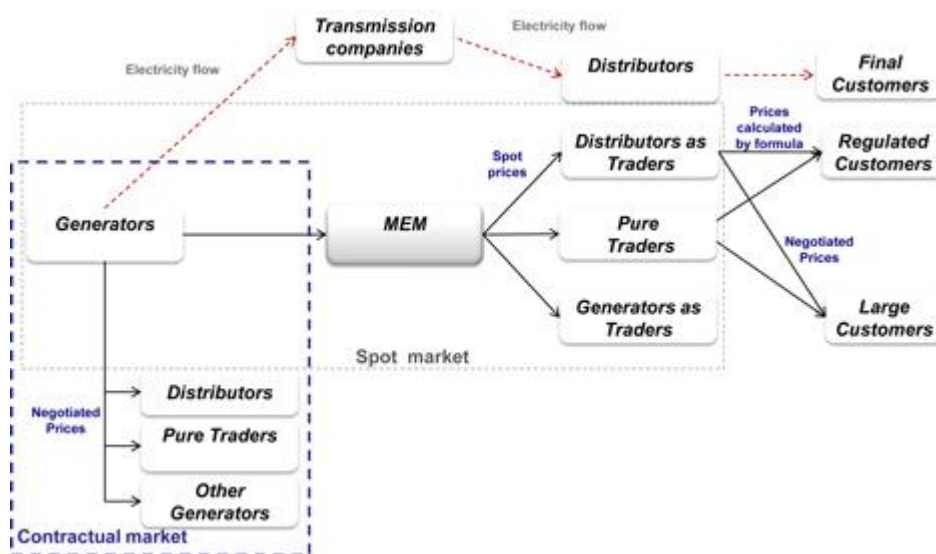 Transmission
companies
Electricity flow
Electricity flow
Distributors
Final
Customers
Prices
calculated
by formula
Distributors as
Traders
Regulated
Customers
Spot
prices
Generators
MEM
Pure
Traders
Negotiated
Prices
Generators as
Traders
Large
Customers
Spot market
Distributors
Negotiated
Prices
Pure Traders
Other
Generators
Contractual market